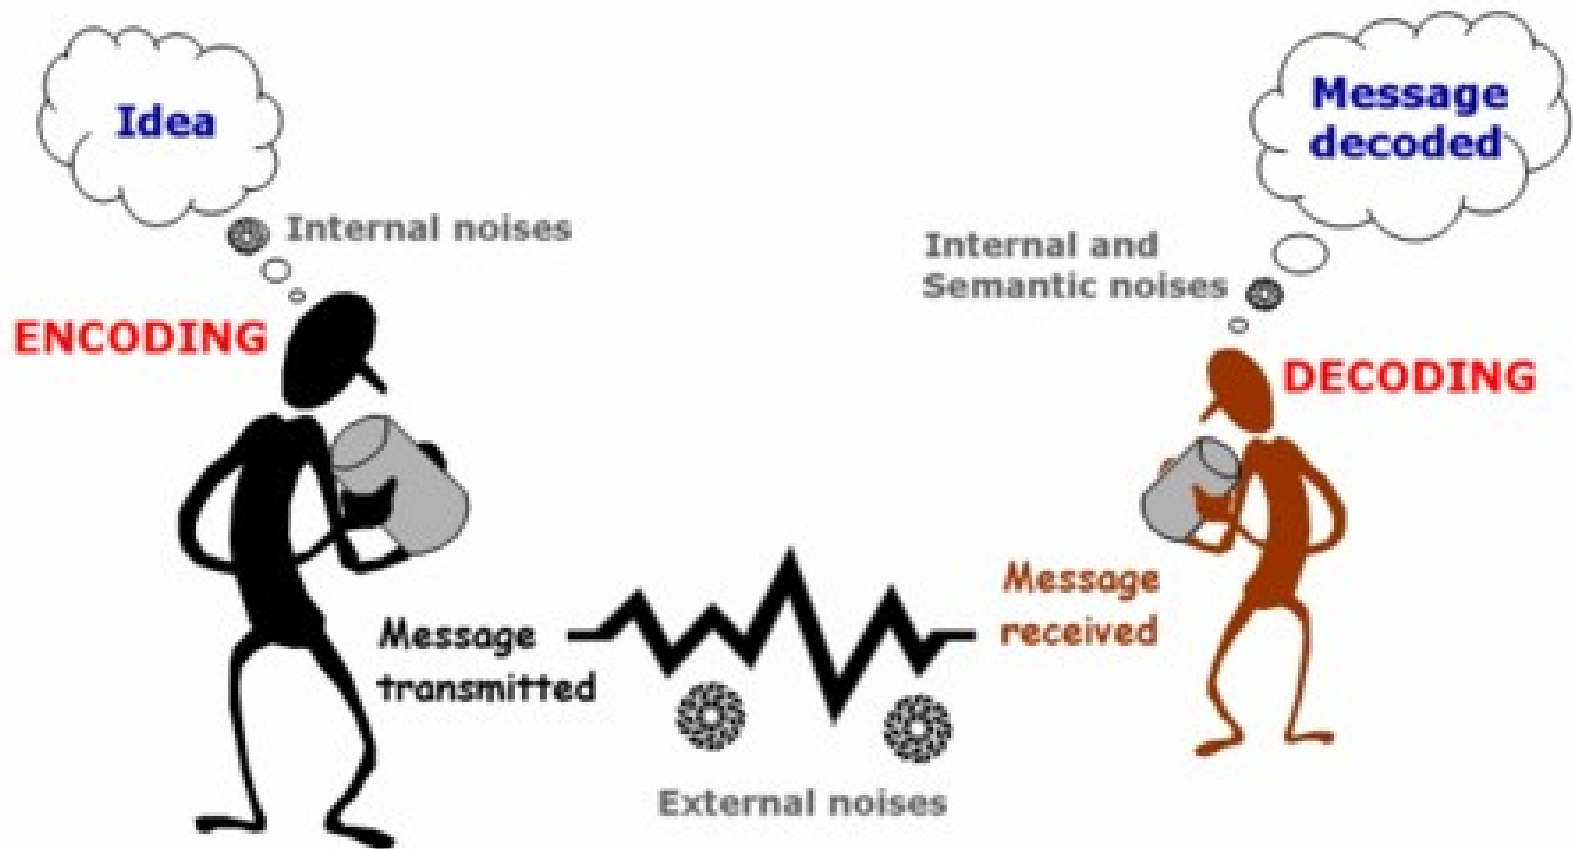 Idea
Message
decoded
Internal noises
Internal and
Semantic noises
ENCODING
DECODING
Message
received
Message
transmitted
External noises